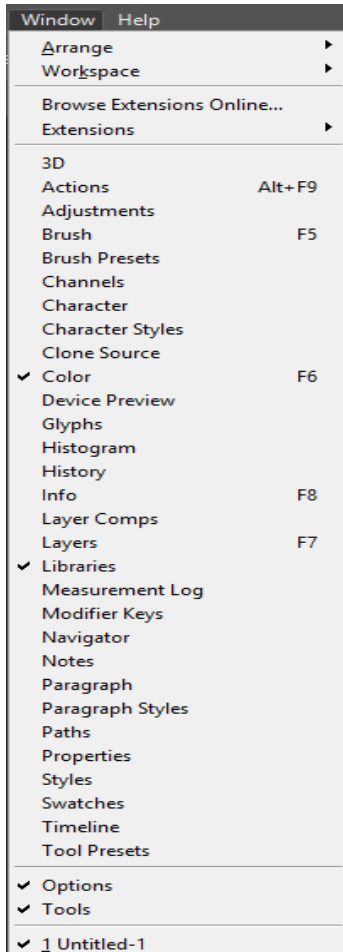 Window Help
Arrange
Workspace
Browse Extensions Online...
Extensions
3D
Actions Alt+F9
Adjustments
Brush F5
Brush Presets
Channels
Character
Character Styles
Clone Source
Color F6
Device Preview
Glyphs
Histogram
History
Info F8
Layer Comps
Layers F7
Libraries
Measurement Log
Modifier Keys
Navigator
Notes
Paragraph
Paragraph Styles
Paths
Properties
Styles
Swatches
Timeline
Tool Presets
Options
Tools
1 Untitled-1